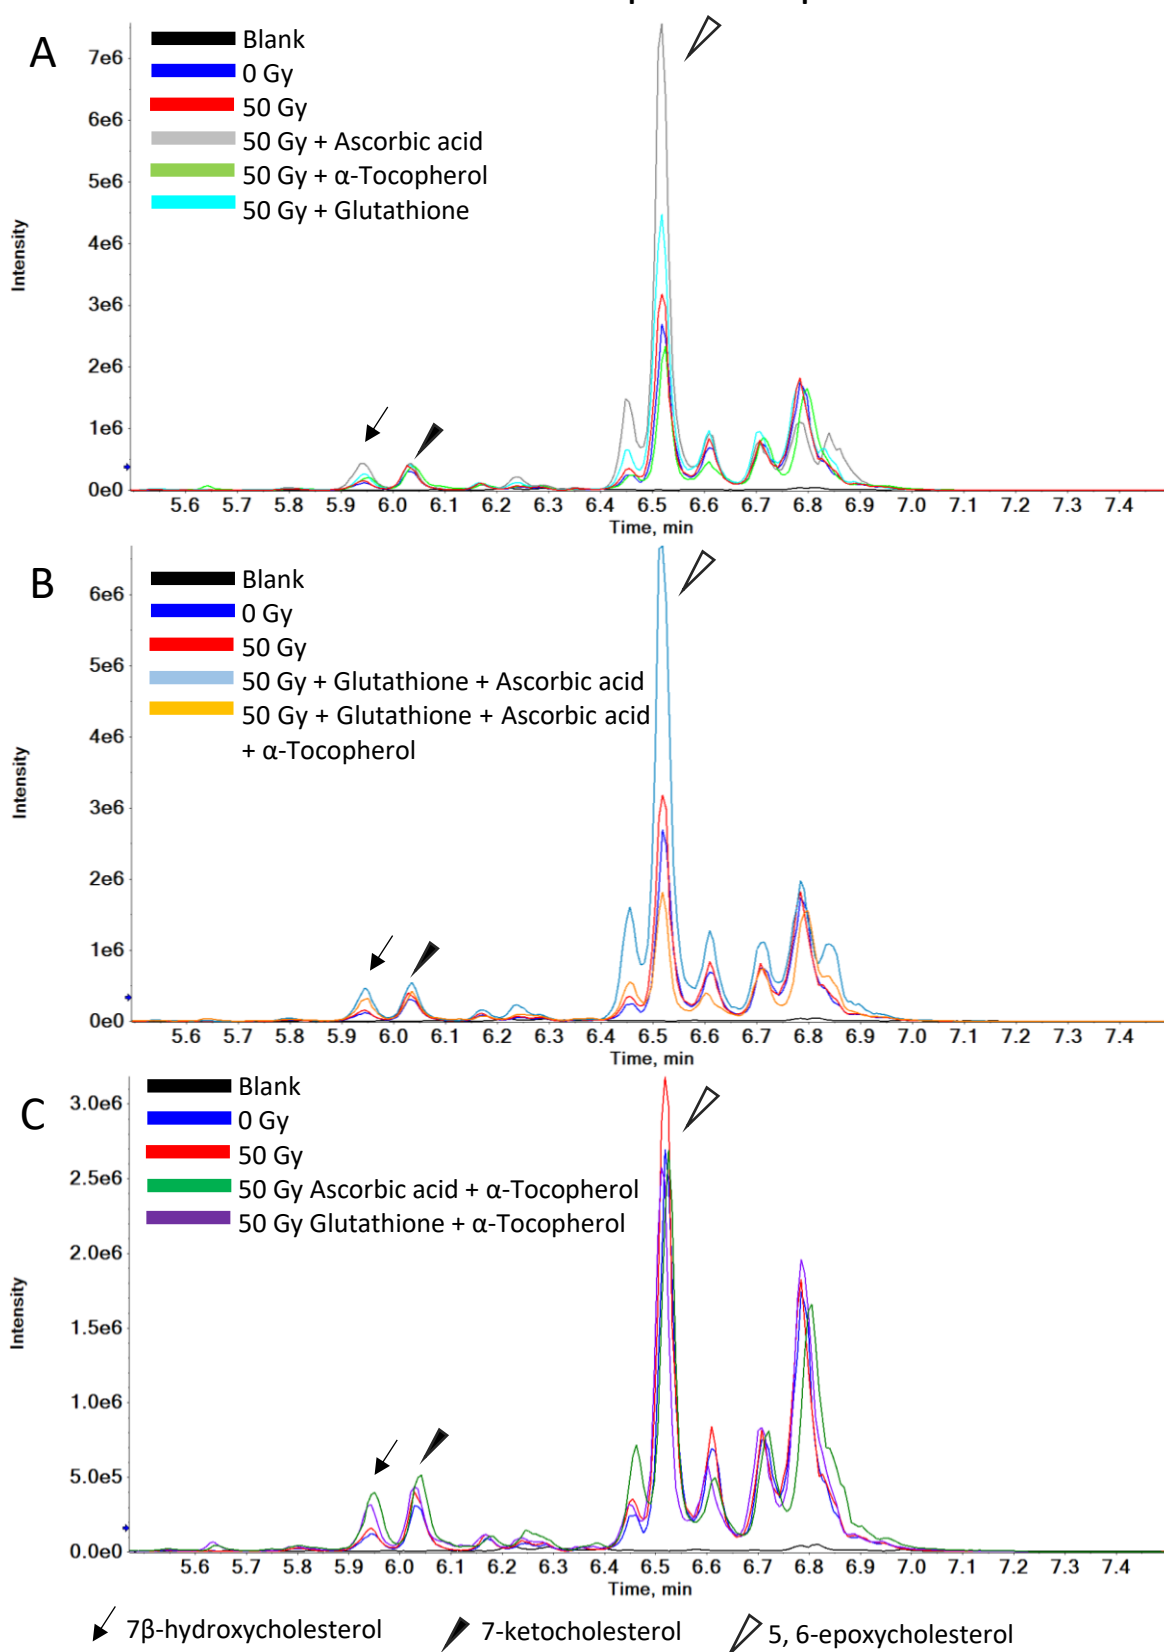 A
Blank
0 Gy
50 Gy
50 Gy + Ascorbic acid
50 Gy + α-Tocopherol
50 Gy + Glutathione
Intensity
7e6
6e6
5e6
4e6
3e6
2e6
1e6
0e0
5.6 5.7 5.8 5.9 6.0 6.1 6.2 6.3 6.4 6.5 6.6 6.7 6.8 6.9 7.0 7.1 7.2 7.3 7.4
Time, min
B
Blank
0 Gy
50 Gy
50 Gy + Glutathione + Ascorbic acid
50 Gy + Glutathione + Ascorbic acid
+ α-Tocopherol
Intensity
6e6
5e6
4e6
3e6
2e6
1e6
0e0
5.6 5.7 5.8 5.9 6.0 6.1 6.2 6.3 6.4 6.5 6.6 6.7 6.8 6.9 7.0 7.1 7.2 7.3 7.4
Time, min
C
Blank
0 Gy
50 Gy
50 Gy Ascorbic acid + α-Tocopherol
50 Gy Glutathione + α-Tocopherol
Intensity
3.0e6
2.5e6
2.0e6
1.5e6
1.0e6
5.0e5
0.0e0
5.6 5.7 5.8 5.9 6.0 6.1 6.2 6.3 6.4 6.5 6.6 6.7 6.8 6.9 7.0 7.1 7.2 7.3 7.4
Time, min
7β-hydroxycholesterol 7-ketocholesterol 5, 6-epoxycholesterol